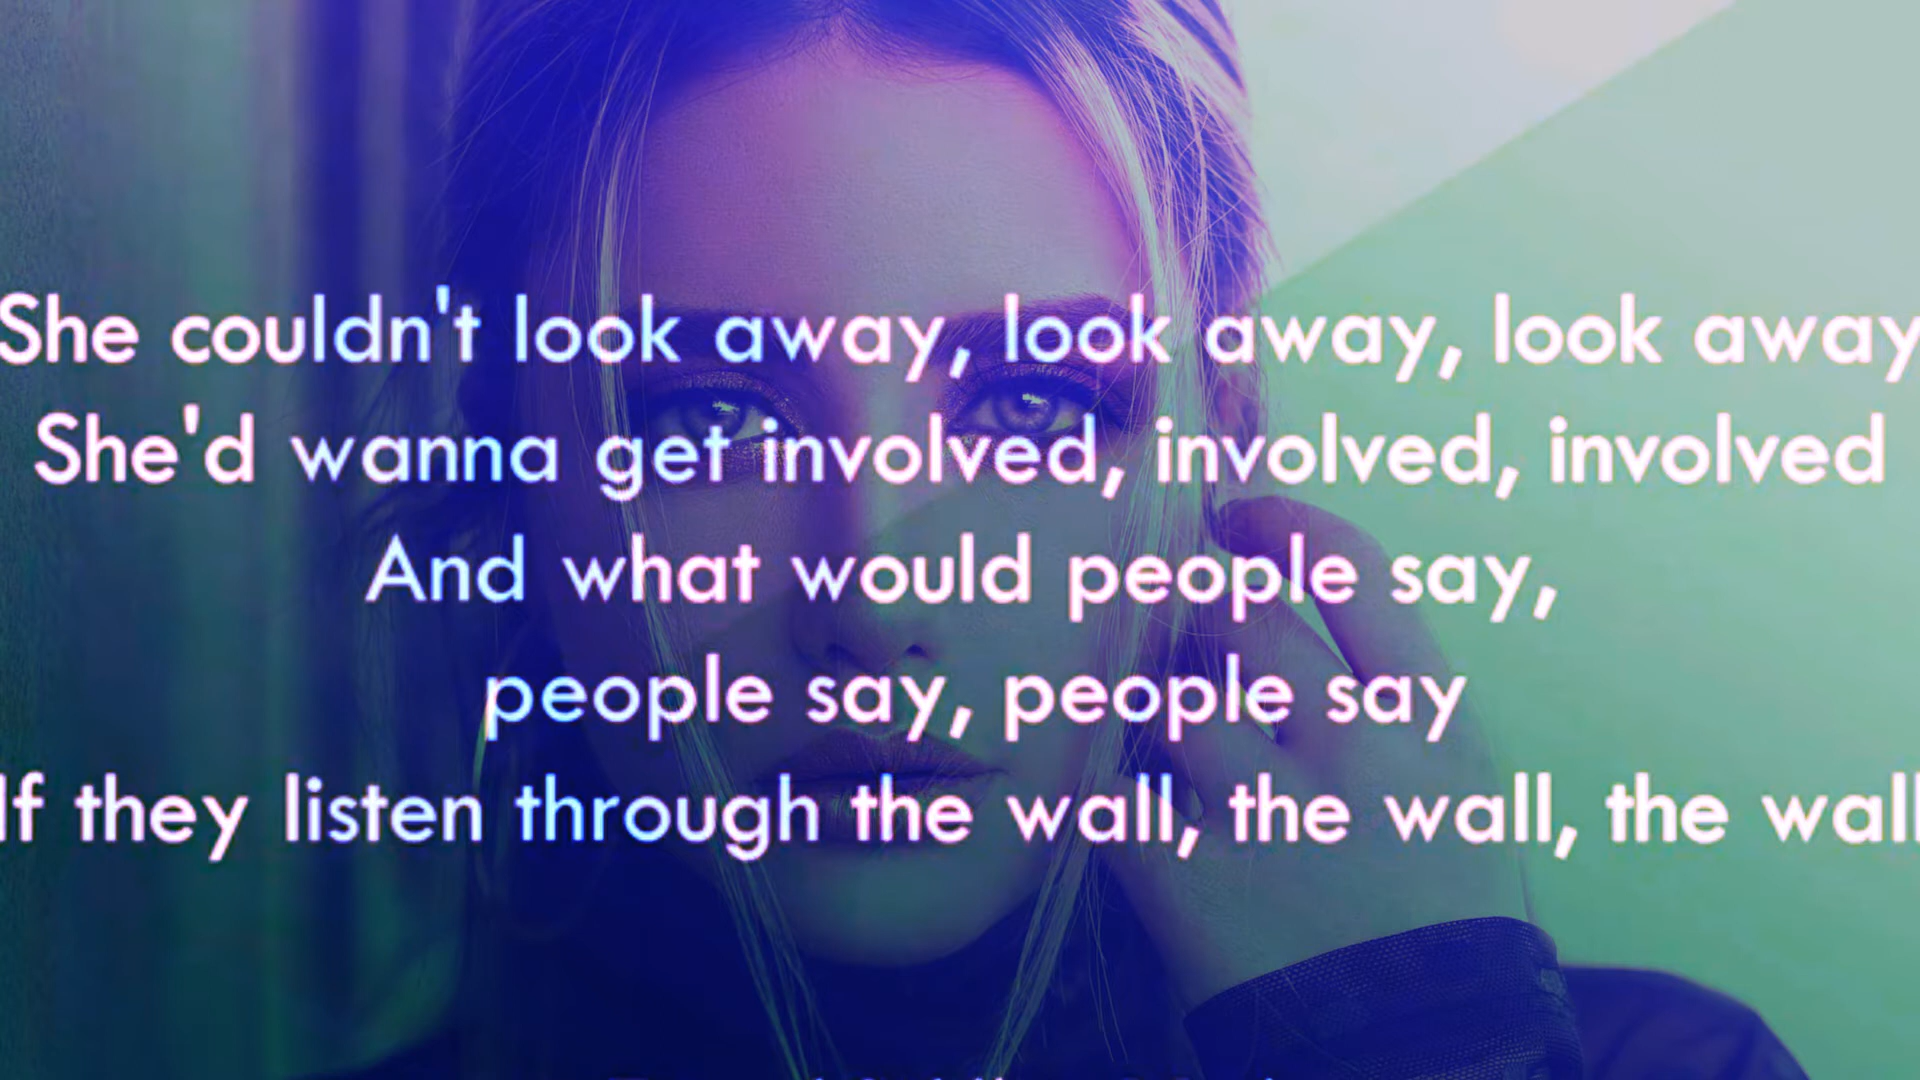 She couldn't look away, look away, look away
She'd wanna get involved, involved, involved
And what would people say,
people say, people say
If they listen through the wall, the wall, the wall